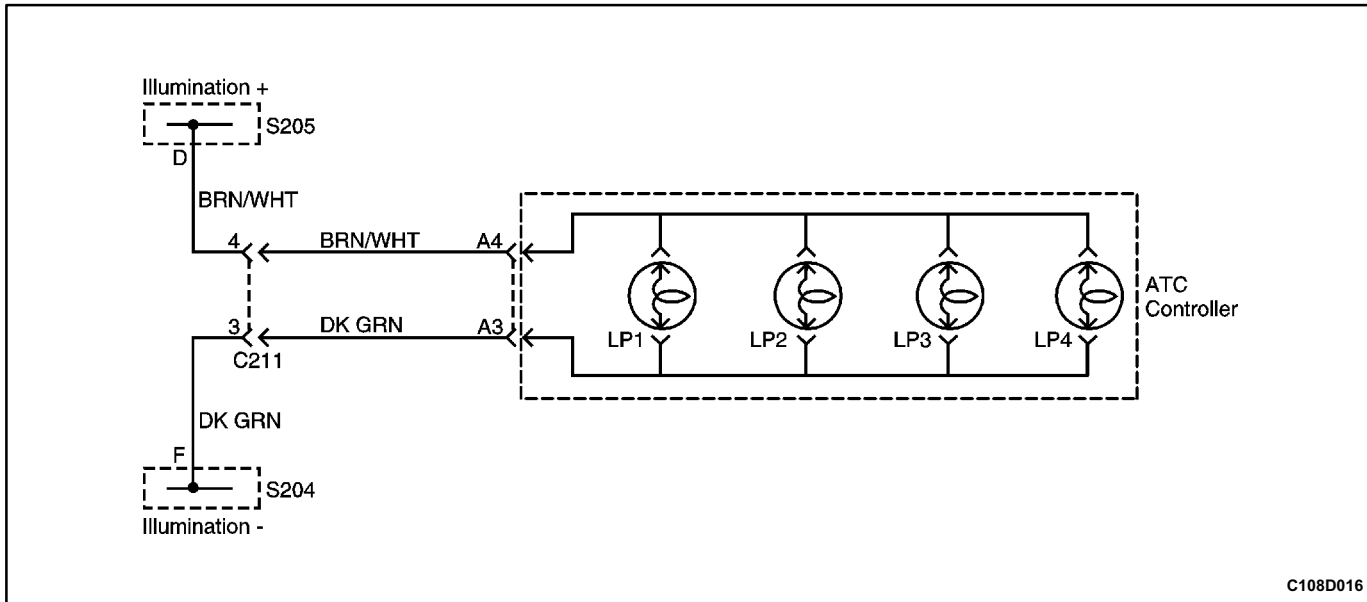 Illumination +
S205
D
BRN/WHT
4
BRN/WHT
A4
3
DK GRN
A3
C211
LP1
LP2
LP3
LP4
ATC
Controller
DK GRN
F
S204
Illumination -
C108D016